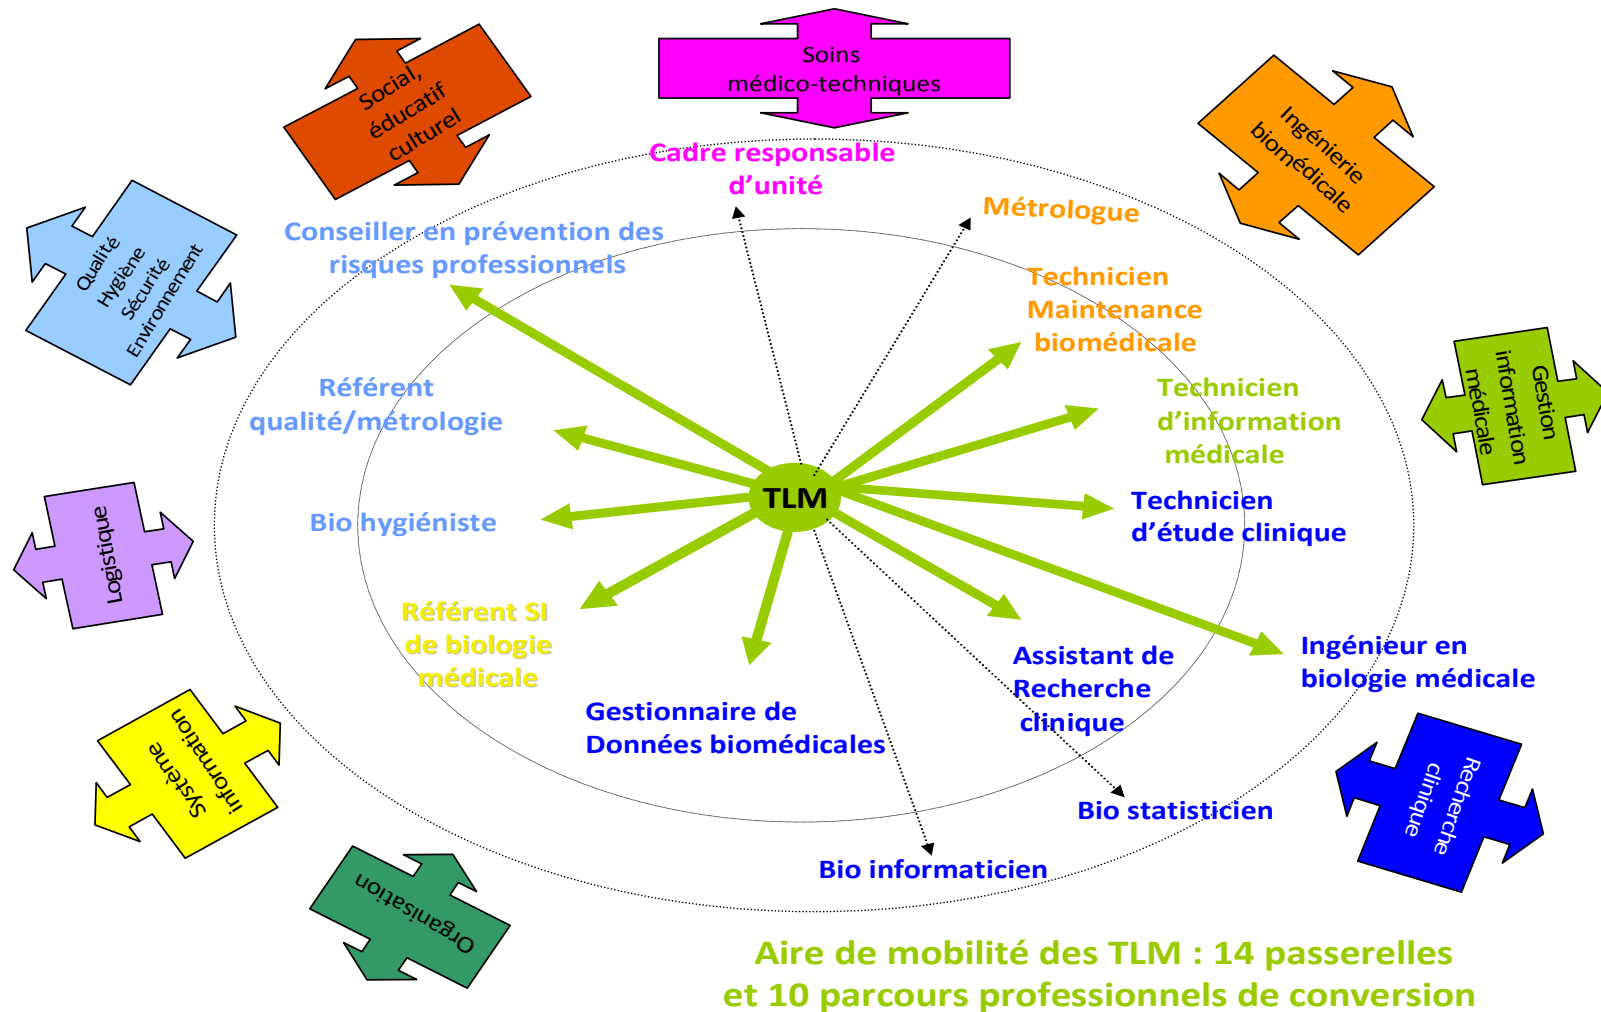 Soins
médico-techniques
Social,
éducatif
culturel
Ingénierie
biomédicale
Cadre responsable
d’unité
Métrologue
Qualité
Hygiène
Sécurité
Environnement
Conseiller en prévention des
risques professionnels
Technicien
Maintenance
biomédicale
Gestion
information
médicale
Référent
qualité/métrologie
Technicien
d’information
médicale
TLM
Logistique
Bio hygiéniste
Technicien
d’étude clinique
Référent SI
de biologie
médicale
Assistant de
Recherche
clinique
Ingénieur en
biologie médicale
Système
information
Gestionnaire de
Données biomédicales
Recherche
clinique
Bio statisticien
Bio informaticien
Organisation
Aire de mobilité des TLM : 14 passerelles
et 10 parcours professionnels de conversion